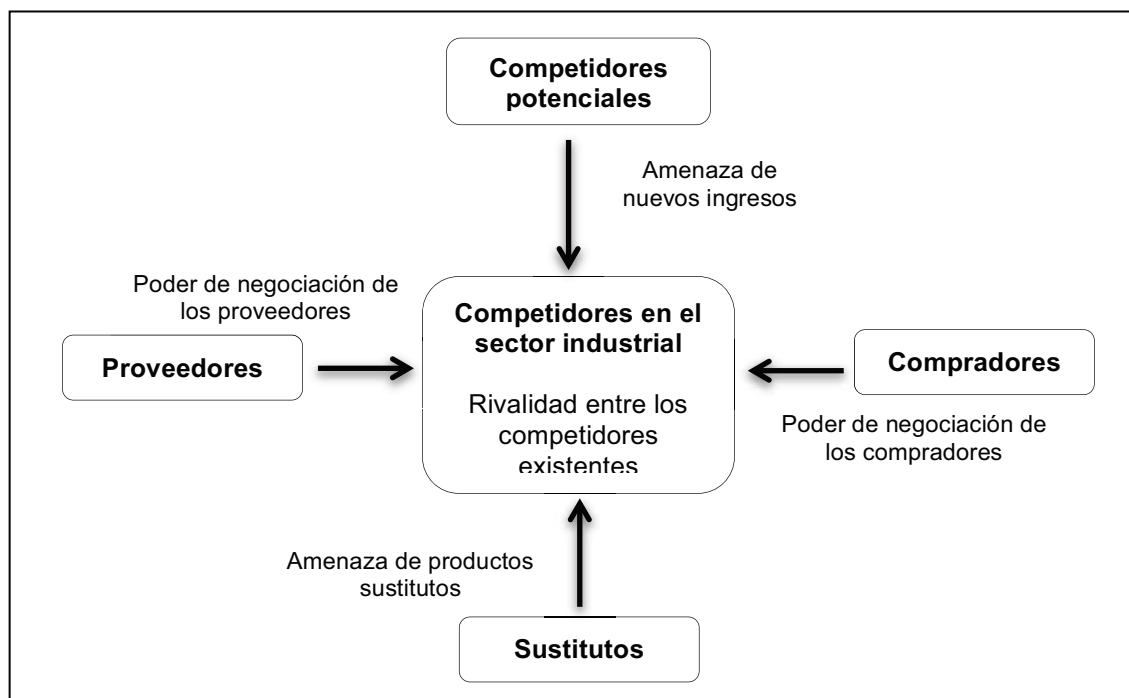 Competidores
potenciales
Amenaza de
nuevos ingresos
Poder de negociación de
los proveedores
Proveedores
Competidores en el
sector industrial
Rivalidad entre los
competidores
existentes
Compradores
Poder de negociación de
los compradores
Amenaza de productos
sustitutos
Sustitutos